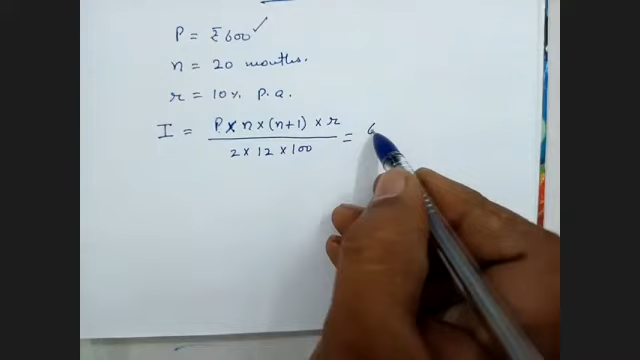 P = ₹600 ✓
n = 20 months.
r = 10% p.a.
I = P × n × (n+1) × r / 2 × 12 × 100 = 6